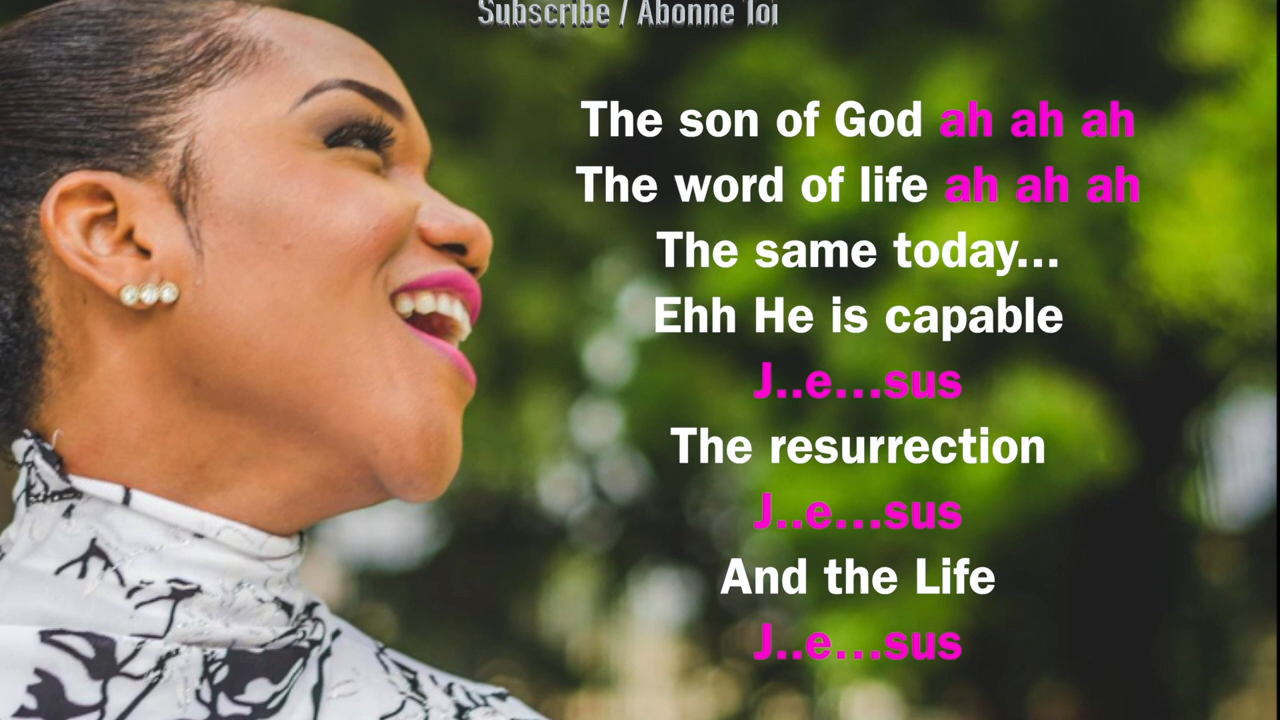 Subscribe / Abonne Toi
The son of God ah ah ah
The word of life ah ah ah
The same today...
Ehh He is capable
J..e...sus
The resurrection
J..e...sus
And the Life
J..e...sus